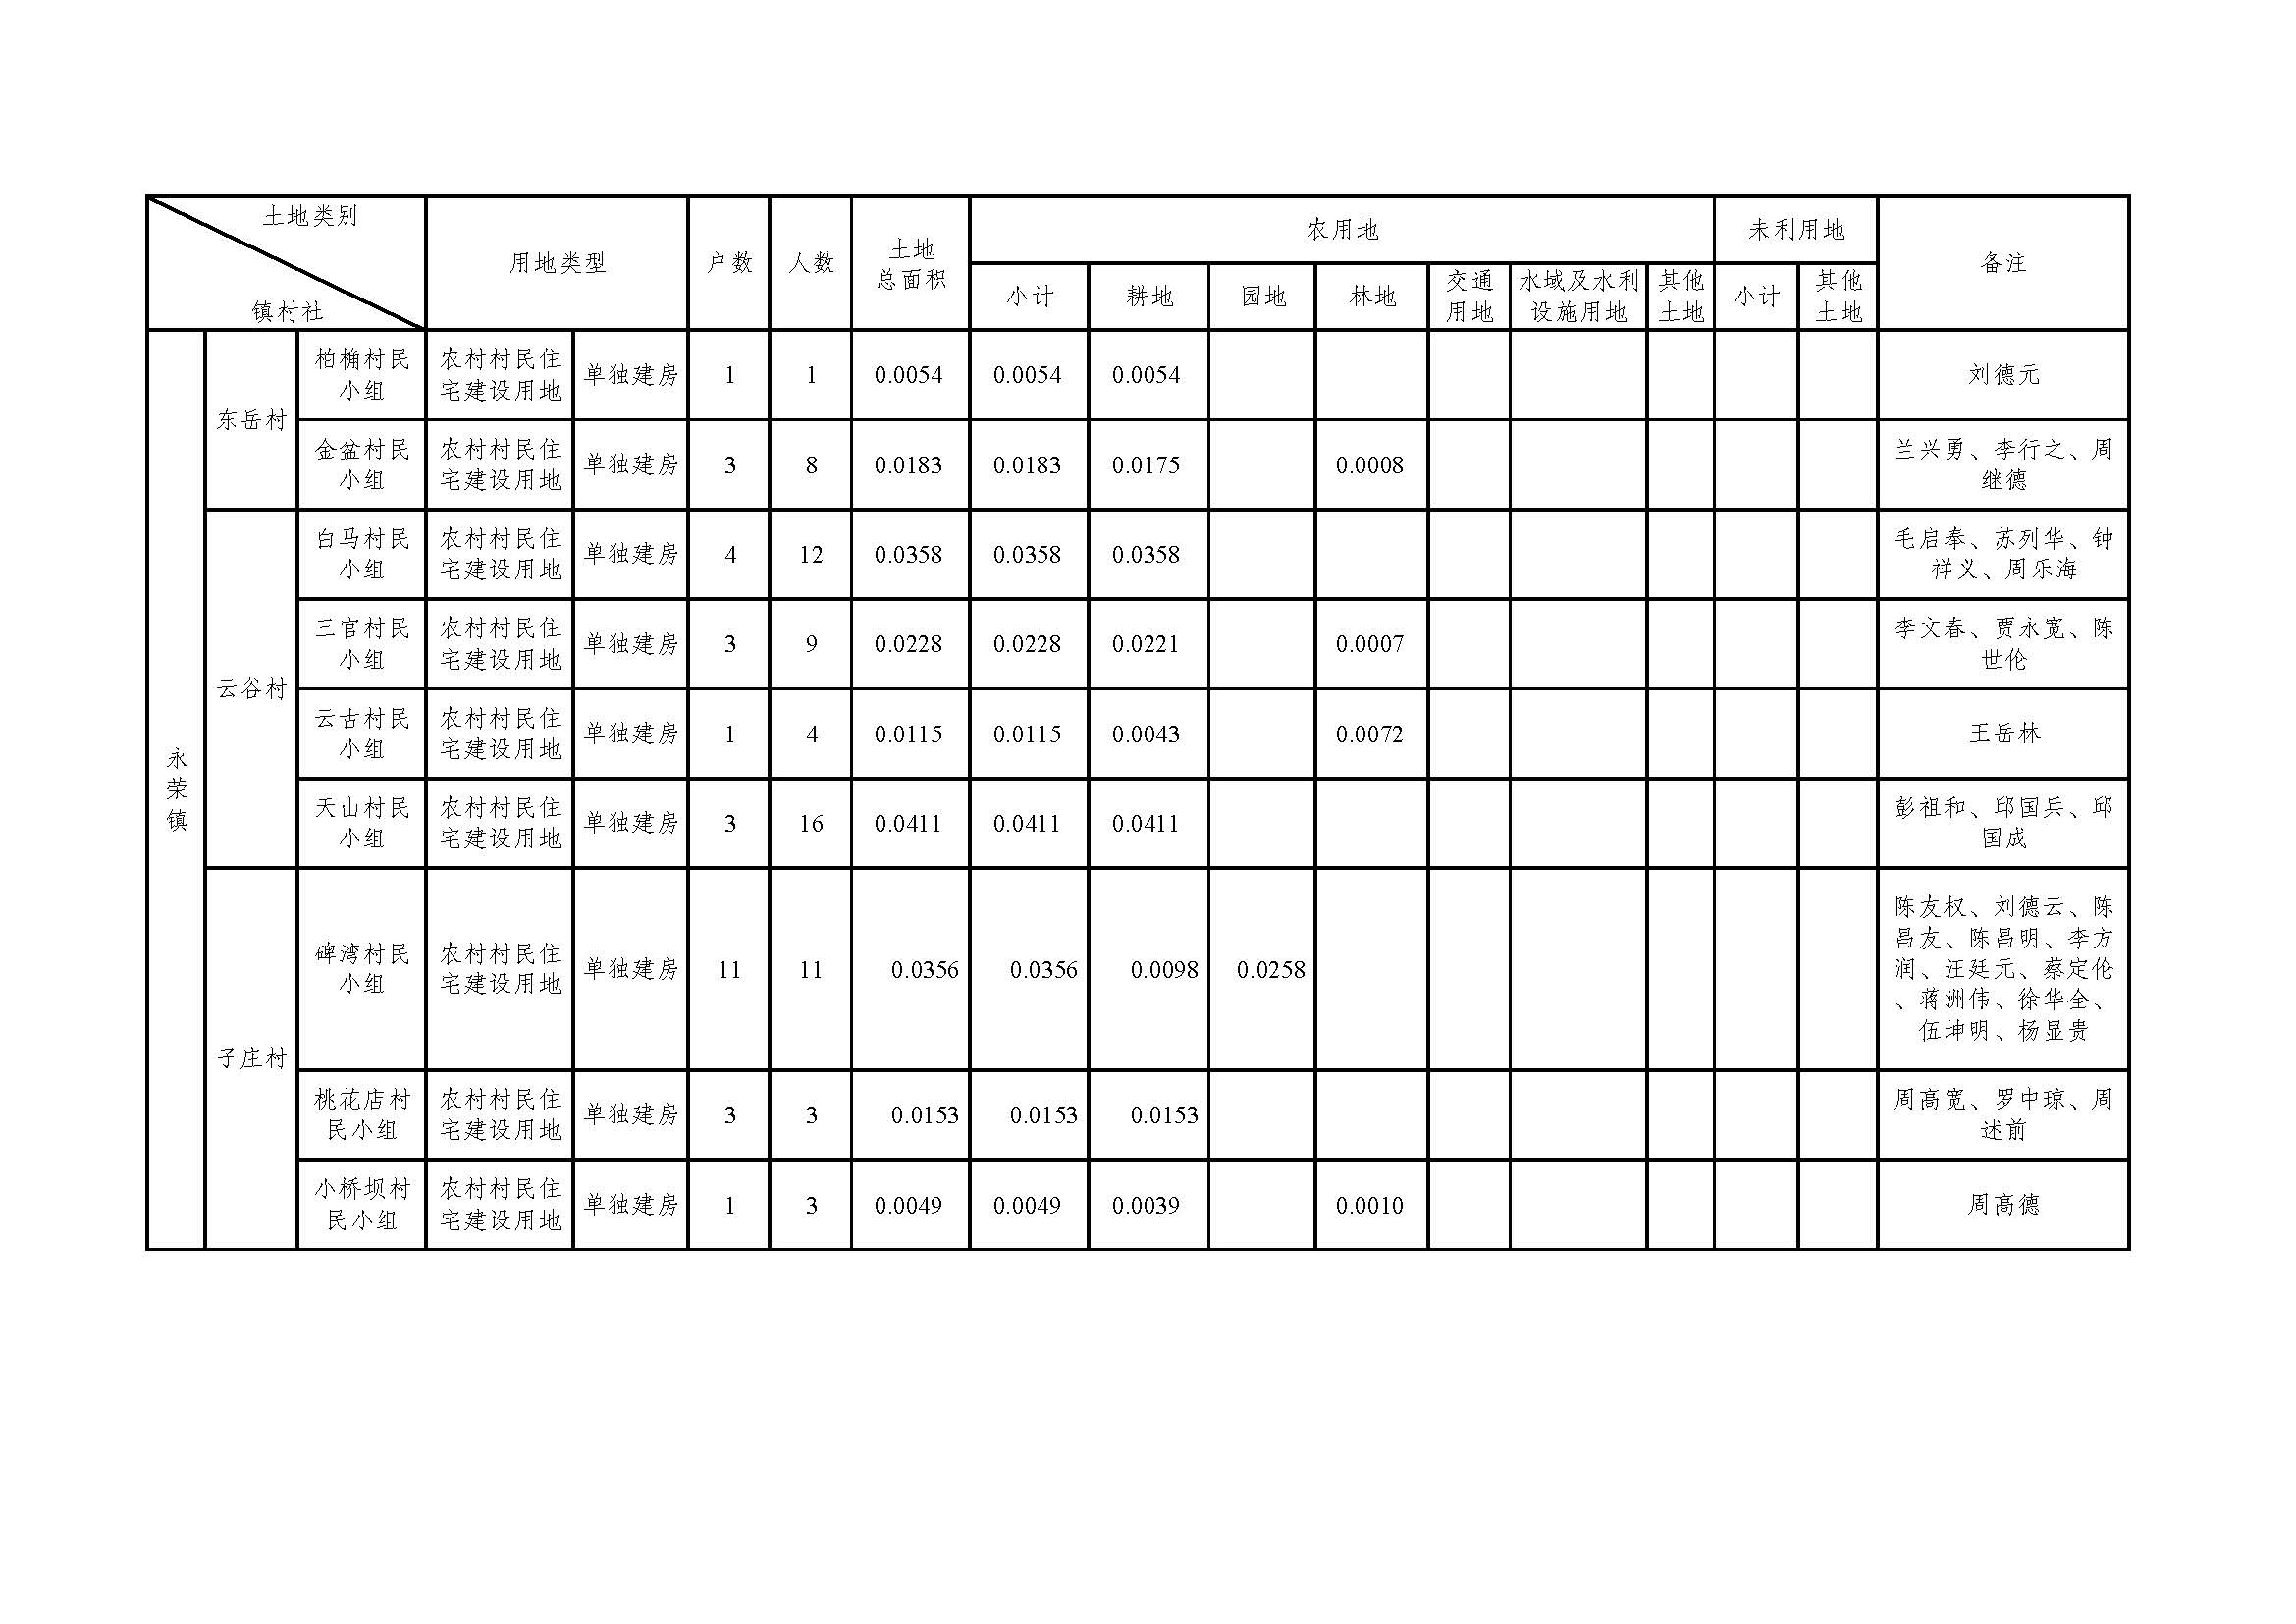 土地类别
镇村社
用地类型
户数
人数
土地
总面积
农用地
未利用地
备注
小计
耕地
园地
林地
交通
用地
水域及水利
设施用地
其他
土地
小计
其他
土地
永
荣
镇
东岳村
柏桷村民
小组
农村村民住
宅建设用地
单独建房
1
1
0.0054
0.0054
0.0054
刘德元
金盆村民
小组
农村村民住
宅建设用地
单独建房
3
8
0.0183
0.0183
0.0175
0.0008
兰兴勇、李行之、周
继德
云谷村
白马村民
小组
农村村民住
宅建设用地
单独建房
4
12
0.0358
0.0358
0.0358
毛启奉、苏列华、钟
祥义、周乐海
三官村民
小组
农村村民住
宅建设用地
单独建房
3
9
0.0228
0.0228
0.0221
0.0007
李文春、贾永宽、陈
世伦
云古村民
小组
农村村民住
宅建设用地
单独建房
1
4
0.0115
0.0115
0.0043
0.0072
王岳林
天山村民
小组
农村村民住
宅建设用地
单独建房
3
16
0.0411
0.0411
0.0411
彭祖和、邱国兵、邱
国成
子庄村
碑湾村民
小组
农村村民住
宅建设用地
单独建房
11
11
0.0356
0.0356
0.0098
0.0258
陈友权、刘德云、陈
昌友、陈昌明、李方
润、汪廷元、蔡定伦
、蒋洲伟、徐华全、
伍坤明、杨显贵
桃花店村
民小组
农村村民住
宅建设用地
单独建房
3
3
0.0153
0.0153
0.0153
周高宽、罗中琼、周
述前
小桥坝村
民小组
农村村民住
宅建设用地
单独建房
1
3
0.0049
0.0049
0.0039
0.0010
周高德